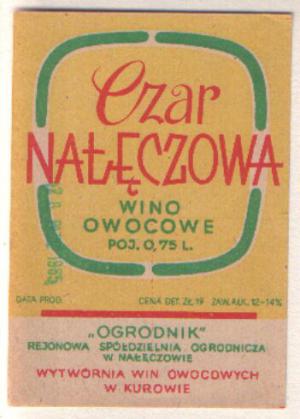 Czar
NAŁĘCZOWA
WINO
OWOCOWE
POJ. 0,75 L.
DATA PROD. CENA DET. ZŁ 19 ZAW. ALK. 12-14%
„OGRODNIK"
REJONOWA SPÓŁDZIELNIA OGRODNICZA
W NAŁĘCZOWIE
WYTWÓRNIA WIN OWOCOWYCH
W KUROWIE